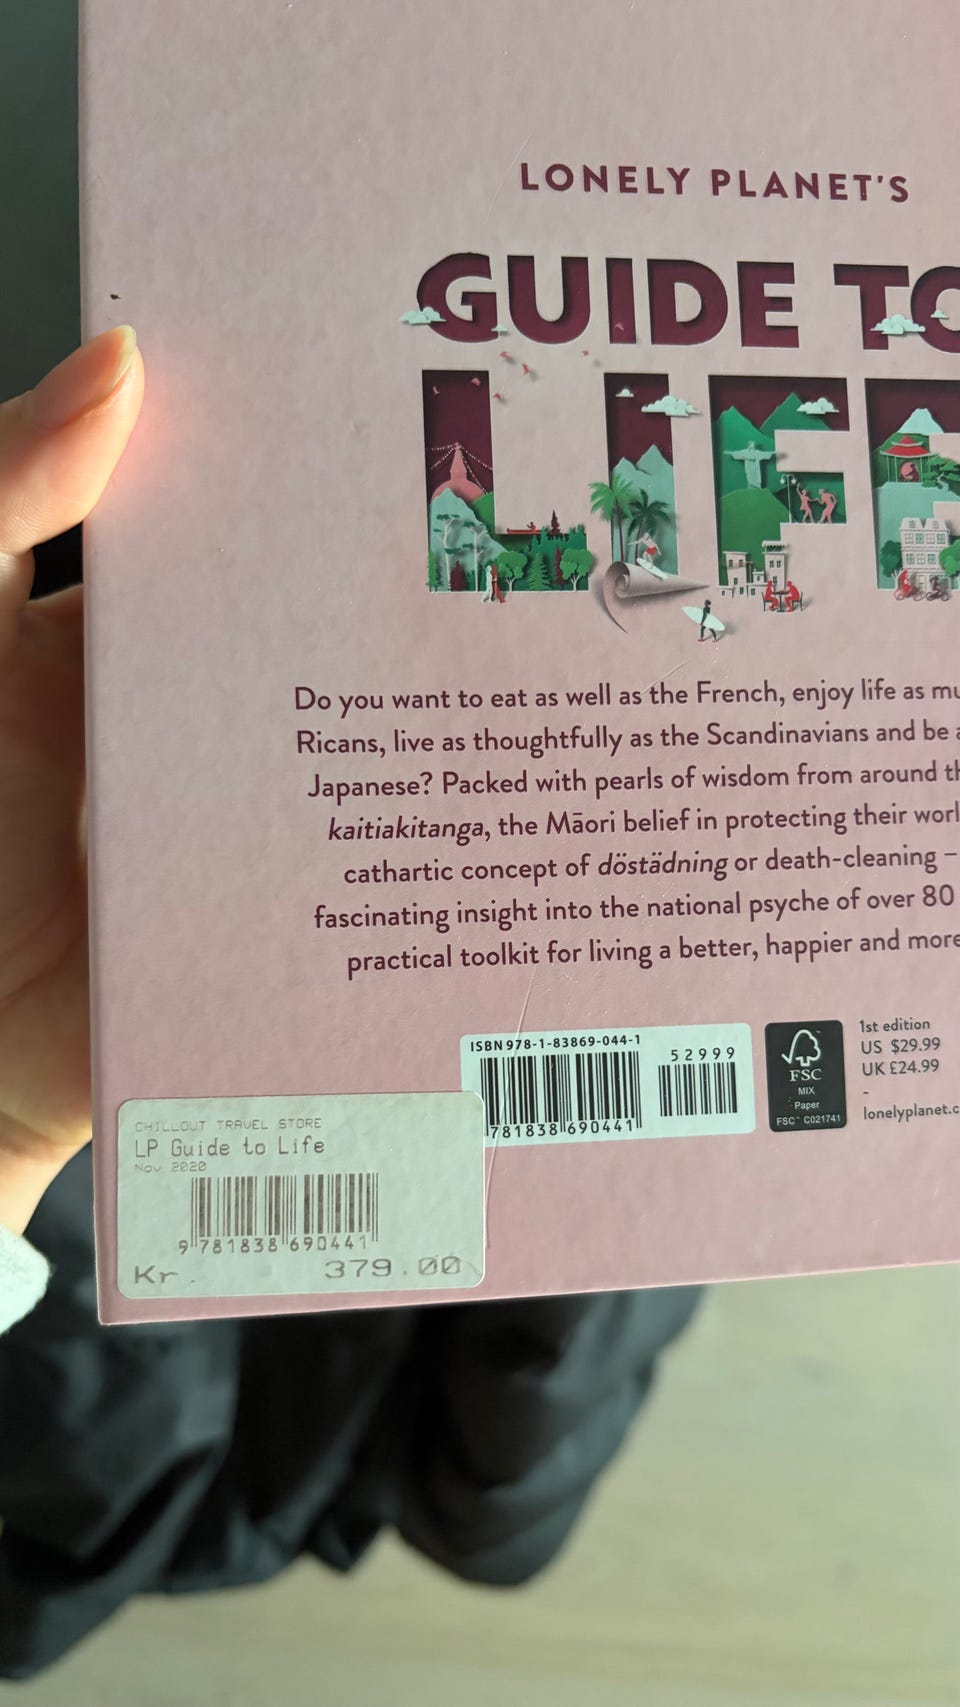 LONELY PLANET'S
GUIDE TO
LIFE
Do you want to eat as well as the French, enjoy life as mu
Ricans, live as thoughtfully as the Scandinavians and be a
Japanese? Packed with pearls of wisdom from around th
kaitiakitanga, the Māori belief in protecting their worl
cathartic concept of döstädning or death-cleaning –
fascinating insight into the national psyche of over 80
practical toolkit for living a better, happier and more
ISBN 978-1-83869-044-1
52999
781838 690441
FSC
MIX
Paper
FSC™ C021741
1st edition
US $29.99
UK £24.99
-
lonelyplanet.c
CHILLOUT TRAVEL STORE
LP Guide to Life
Nov 2020
9 781838 690441
Kr. 379.00